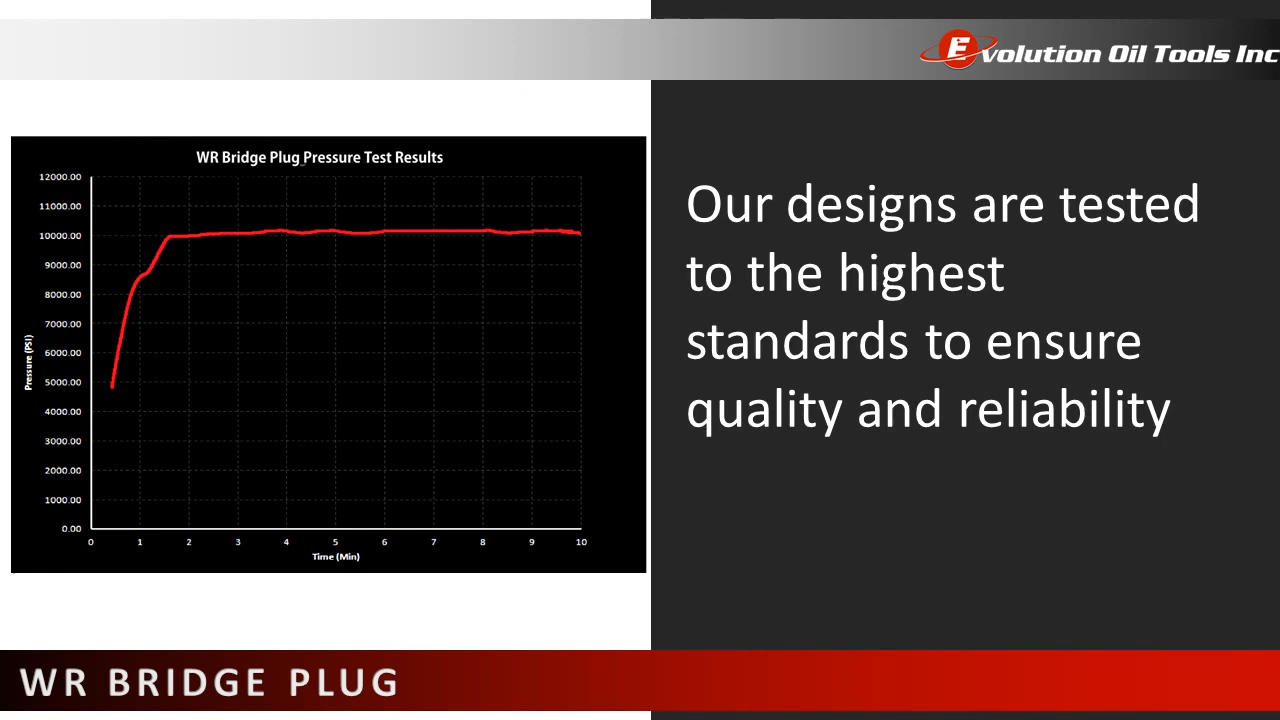 Evolution Oil Tools Inc
WR Bridge Plug Pressure Test Results
12000.00
11000.00
10000.00
9000.00
8000.00
7000.00
6000.00
5000.00
4000.00
3000.00
2000.00
1000.00
0.00
Pressure (PSI)
0 1 2 3 4 5 6 7 8 9 10
Time (Min)
Our designs are tested
to the highest
standards to ensure
quality and reliability
WR BRIDGE PLUG